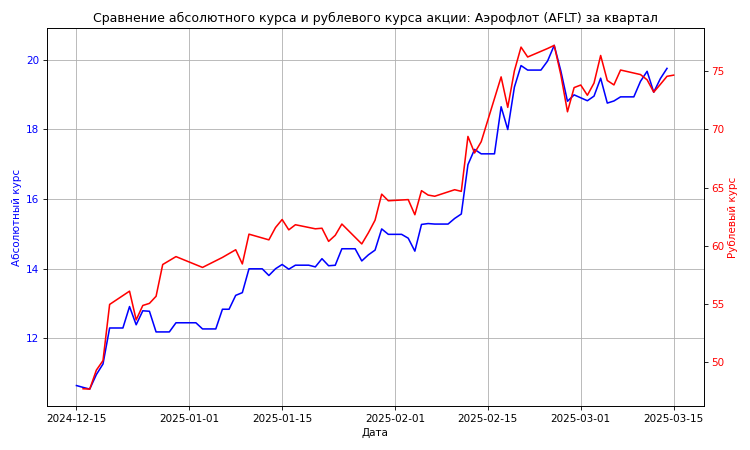 Сравнение абсолютного курса и рублевого курса акции: Аэрофлот (AFLT) за квартал
20
18
16
14
12
Абсолютный курс
75
70
65
60
55
50
Рублевый курс
2024-12-15 2025-01-01 2025-01-15 2025-02-01 2025-02-15 2025-03-01 2025-03-15
Дата